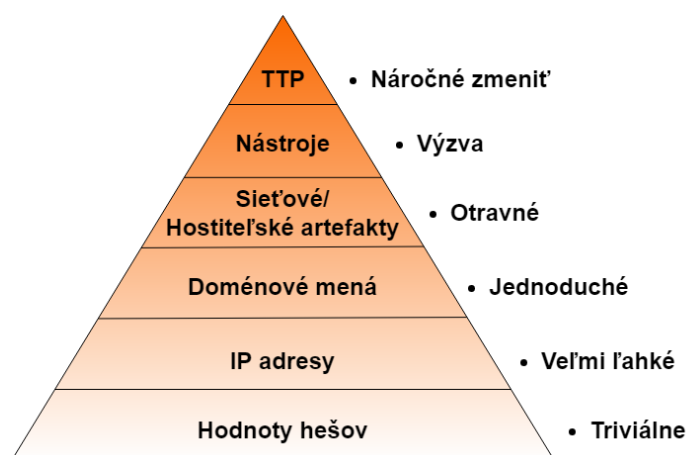 TTP
• Náročné zmeniť
Nástroje
• Výzva
Sieťové/
Hostiteľské artefakty
• Otravné
Doménové mená
• Jednoduché
IP adresy
• Veľmi ľahké
Hodnoty hešov
• Triviálne